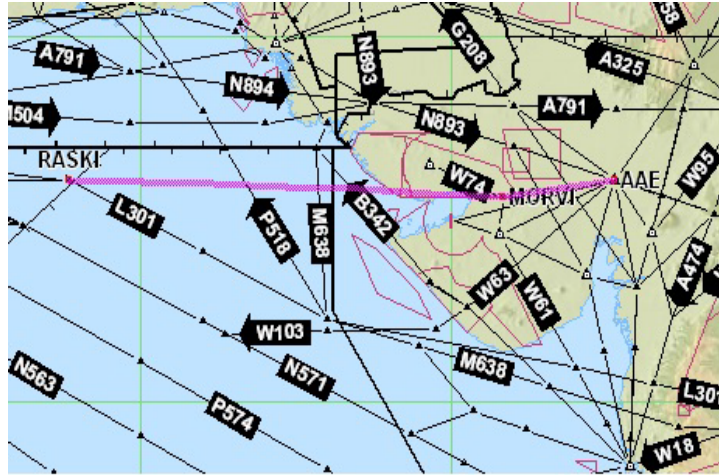 58
G208
A791
N893
A325
N894
1504
N893
A791
RASKI
W74
AAE
W95
MORVI
L301
P518
M638
B342
A474
W63
W61
W103
M638
N571
N563
L301
P574
W18